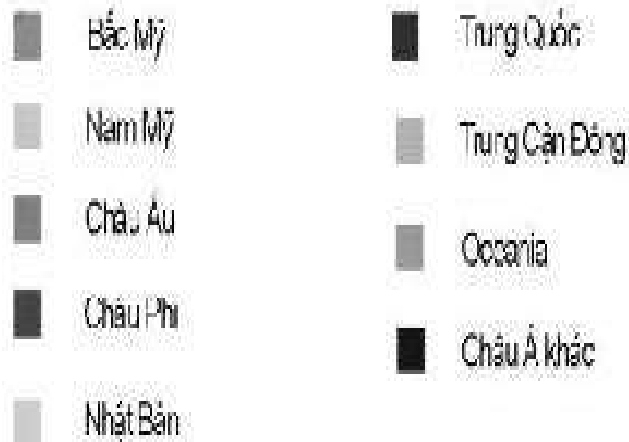 Bắc Mỹ
Nam Mỹ
Châu Âu
Châu Phi
Nhật Bản
Trung Quốc
Trung Cận Đông
Oceania
Châu Á khác